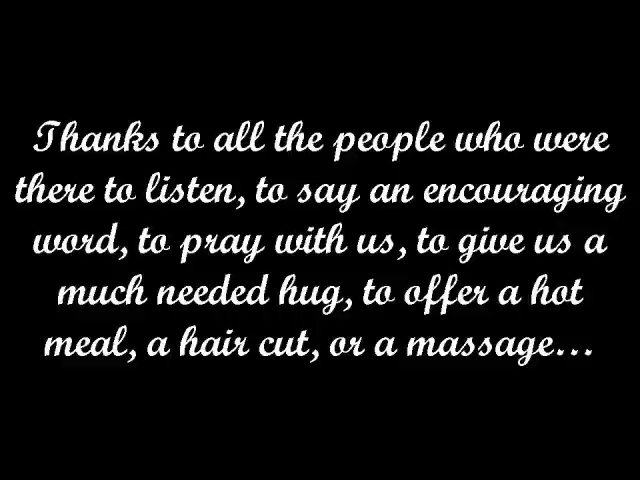 Thanks to all the people who were
there to listen, to say an encouraging
word, to pray with us, to give us a
much needed hug, to offer a hot
meal, a hair cut, or a massage...